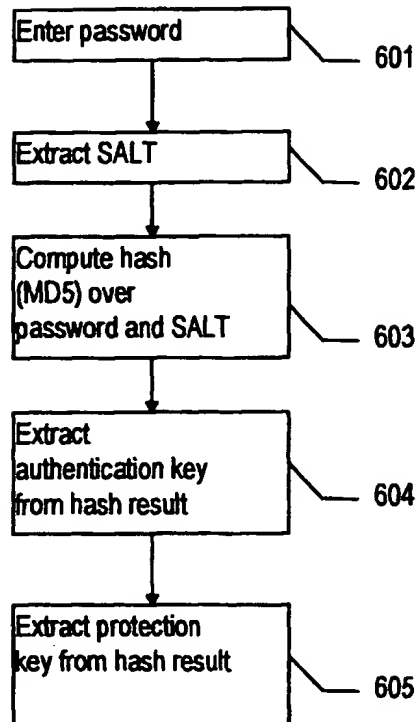 Enter password
601
Extract SALT
602
Compute hash
(MD5) over
password and SALT
603
Extract
authentication key
from hash result
604
Extract protection
key from hash result
605